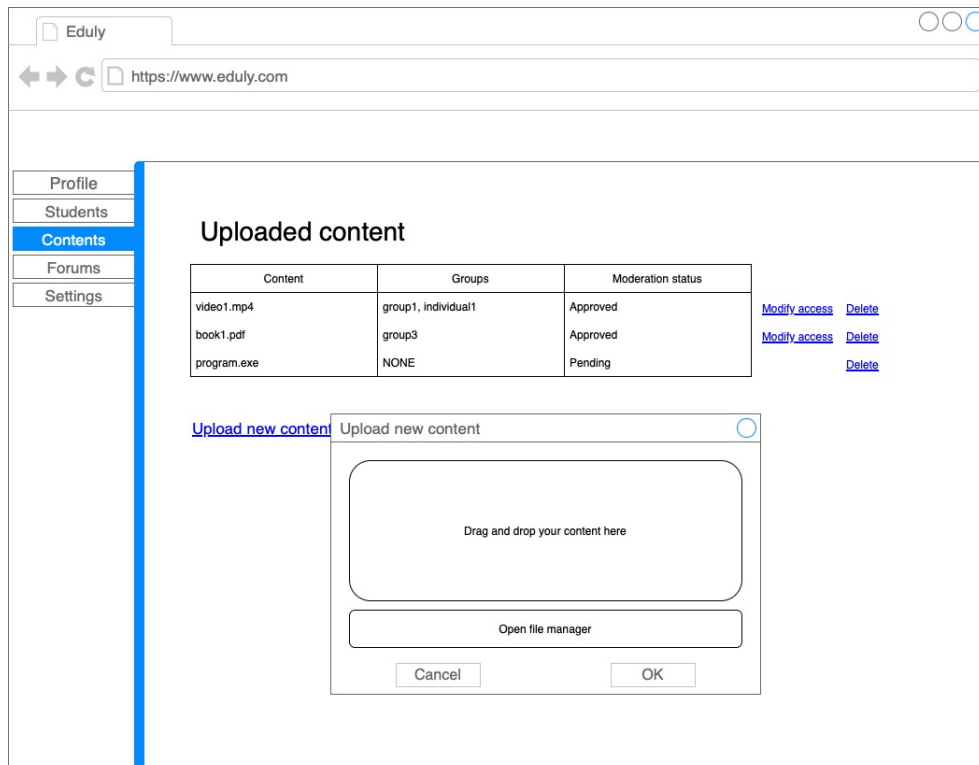 Eduly
https://www.eduly.com
Profile
Students
Contents
Forums
Settings
Uploaded content
Content Groups Moderation status
video1.mp4 group1, individual1 Approved Modify access Delete
book1.pdf group3 Approved Modify access Delete
program.exe NONE Pending Delete
Upload new content
Upload new content
Drag and drop your content here
Open file manager
Cancel OK